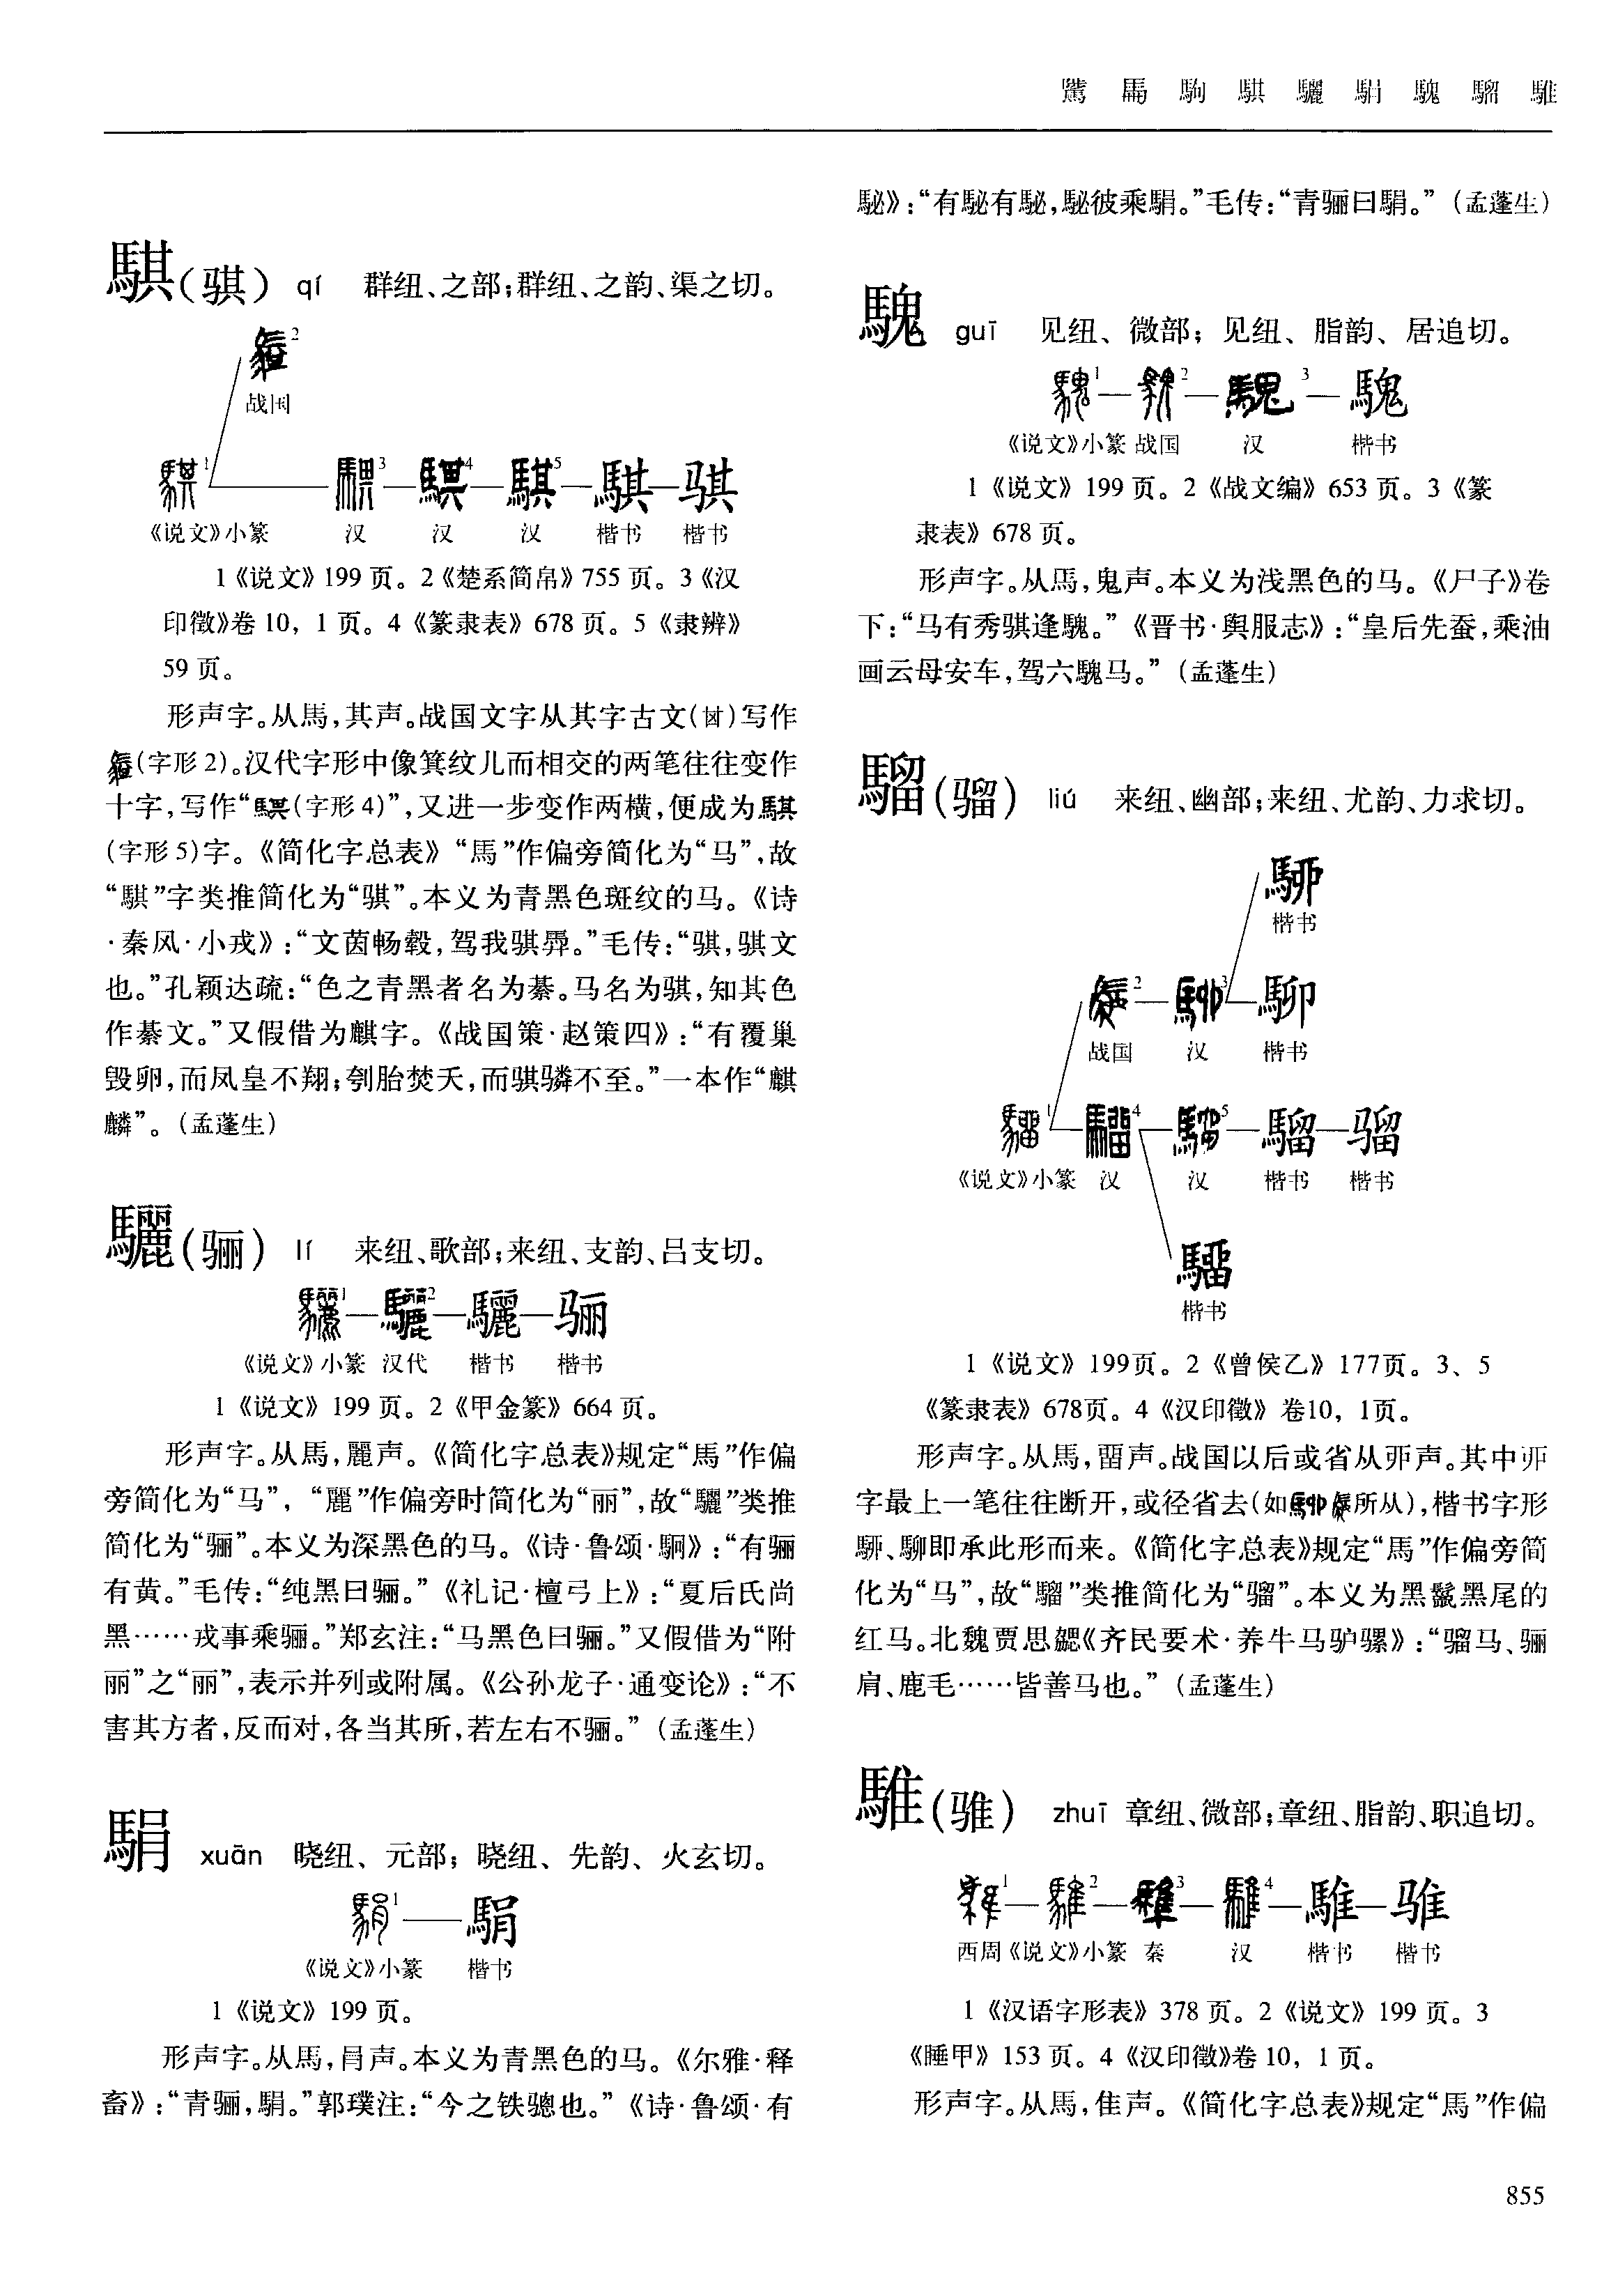 驕 駒 騏 驪 駽 騩 騮 騅
騏(骐) qí 群纽、之部;群纽、之韵、渠之切。
2
战国
1 3 4 5 騏 骐
《说文》小篆 汉 汉 汉 楷书 楷书
1《说文》199页。2《楚系简帛》755页。3《汉
印徵》卷10,1页。4《篆隶表》678页。5《隶辨》
59页。
形声字。从馬,其声。战国文字从其字古文()写作
(字形2)。汉代字形中像箕纹儿而相交的两笔往往变作
十字,写作“(字形4)”,又进一步变作两横,便成为騏
(字形5)字。《简化字总表》“馬”作偏旁简化为“马”,故
“騏”字类推简化为“骐”。本义为青黑色斑纹的马。《诗
·秦风·小戎》:“文茵畅毂,驾我骐馵。”毛传:“骐,骐文
也。”孔颖达疏:“色之青黑者名为綦。马名为骐,知其色
作綦文。”又假借为麒字。《战国策·赵策四》:“有覆巢
毁卵,而凤皇不翔;刳胎焚夭,而骐驎不至。”一本作“麒
麟”。(孟蓬生)
驪(骊) lí 来纽、歌部;来纽、支韵、吕支切。
1 2 驪 骊
《说文》小篆 汉代 楷书 楷书
1《说文》199页。2《甲金篆》664页。
形声字。从馬,麗声。《简化字总表》规定“馬”作偏
旁简化为“马”,“麗”作偏旁时简化为“丽”,故“驪”类推
简化为“骊”。本义为深黑色的马。《诗·鲁颂·駉》:“有骊
有黄。”毛传:“纯黑曰骊。”《礼记·檀弓上》:“夏后氏尚
黑……戎事乘骊。”郑玄注:“马黑色曰骊。”又假借为“附
丽”之“丽”,表示并列或附属。《公孙龙子·通变论》:“不
害其方者,反而对,各当其所,若左右不骊。”(孟蓬生)
駽 xuān 晓纽、元部;晓纽、先韵、火玄切。
1 駽
《说文》小篆 楷书
1《说文》199页。
形声字。从馬,肙声。本义为青黑色的马。《尔雅·释
畜》:“青骊,駽。”郭璞注:“今之铁骢也。”《诗·鲁颂·有
駜》:“有駜有駜,駜彼乘駽。”毛传:“青骊曰駽。”(孟蓬生)
騩 guī 见纽、微部;见纽、脂韵、居追切。
1 2 3 騩
《说文》小篆 战国 汉 楷书
1《说文》199页。2《战文编》653页。3《篆
隶表》678页。
形声字。从馬,鬼声。本义为浅黑色的马。《尸子》卷
下:“马有秀骐逢騩。”《晋书·舆服志》:“皇后先蚕,乘油
画云母安车,驾六騩马。”(孟蓬生)
騮(骝) liú 来纽、幽部;来纽、尤韵、力求切。
楷书
2 3
战国 汉 楷书
1 4 5 騮 骝
《说文》小篆 汉 汉 楷书 楷书
楷书
1《说文》199页。2《曾侯乙》177页。3、5
《篆隶表》678页。4《汉印徵》卷10,1页。
形声字。从馬,畱声。战国以后或省从丣声。其中丣
字最上一笔往往断开,或径省去(如所从),楷书字形
、即承此形而来。《简化字总表》规定“馬”作偏旁简
化为“马”,故“騮”类推简化为“骝”。本义为黑鬣黑尾的
红马。北魏贾思勰《齐民要术·养牛马驴骡》:“骝马、骊
肩、鹿毛……皆善马也。”(孟蓬生)
騅(骓) zhuī 章纽、微部;章纽、脂韵、职追切。
1 2 3 4 騅 骓
西周 《说文》小篆 秦 汉 楷书 楷书
1《汉语字形表》378页。2《说文》199页。3
《睡甲》153页。4《汉印徵》卷10,1页。
形声字。从馬,隹声。《简化字总表》规定“馬”作偏
855